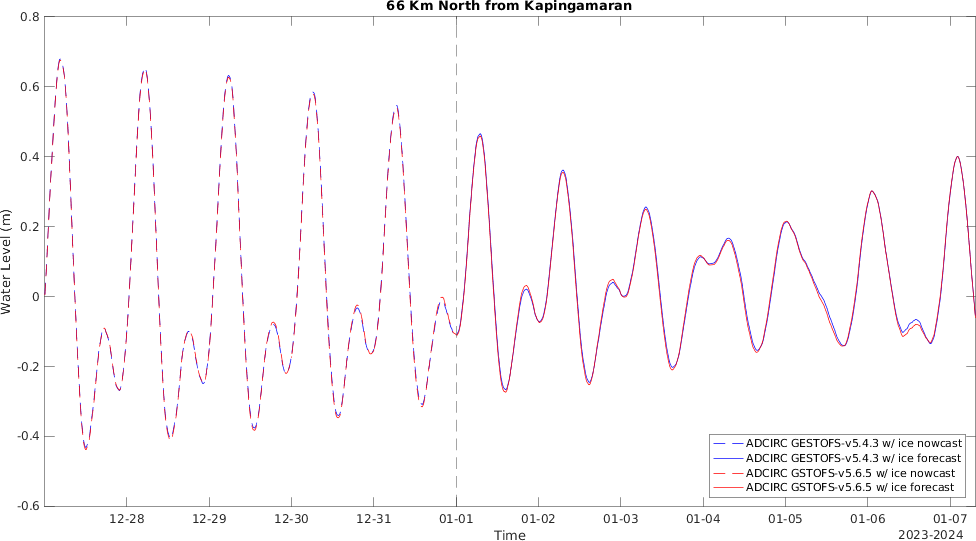 66 Km North from Kapingamaran
Water Level (m)
0.8
0.6
0.4
0.2
0
-0.2
-0.4
-0.6
12-28 12-29 12-30 12-31 01-01 01-02 01-03 01-04 01-05 01-06 01-07
Time
2023-2024
ADCIRC GESTOFS-v5.4.3 w/ ice nowcast
ADCIRC GESTOFS-v5.4.3 w/ ice forecast
ADCIRC GSTOFS-v5.6.5 w/ ice nowcast
ADCIRC GSTOFS-v5.6.5 w/ ice forecast